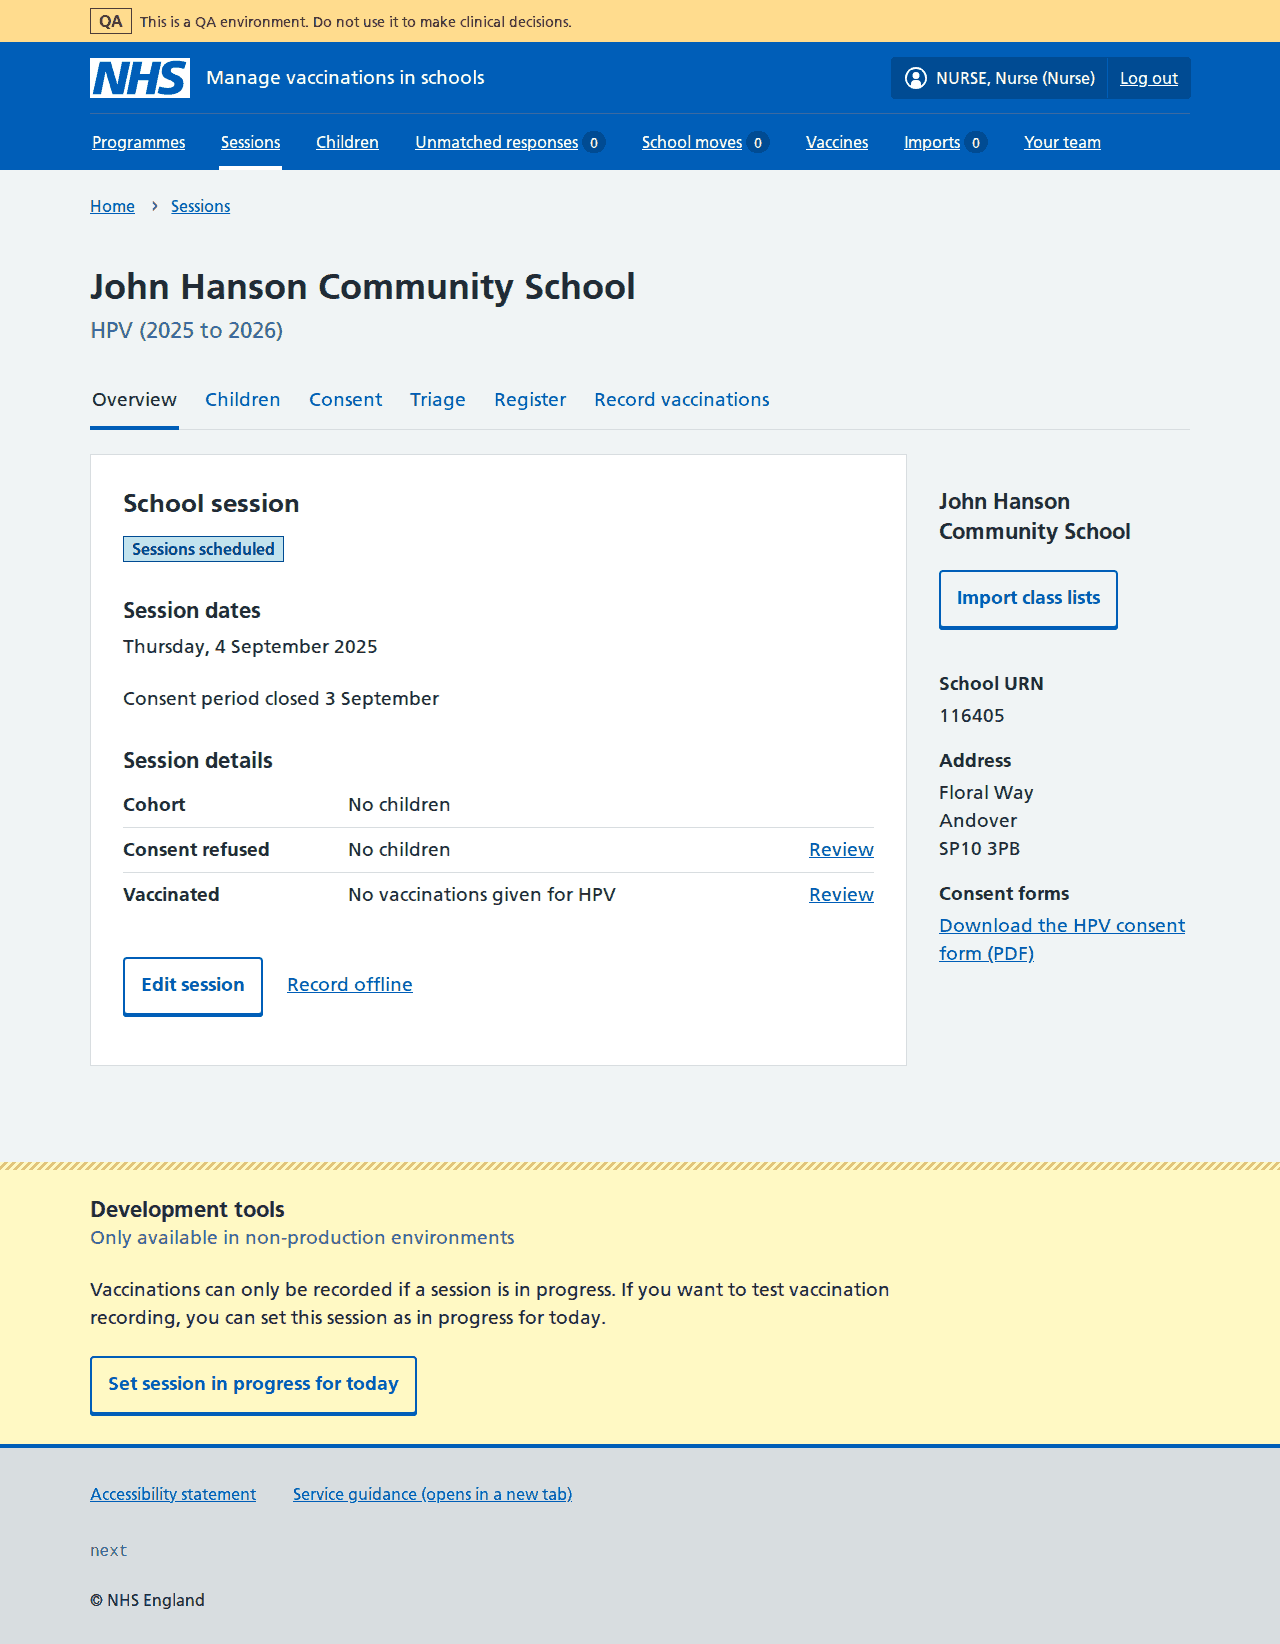 QA This is a QA environment. Do not use it to make clinical decisions.
NHS Manage vaccinations in schools NURSE, Nurse (Nurse) Log out
Programmes Sessions Children Unmatched responses 0 School moves 0 Vaccines Imports 0 Your team
Home › Sessions
John Hanson Community School
HPV (2025 to 2026)
Overview Children Consent Triage Register Record vaccinations
School session
Sessions scheduled
Session dates
Thursday, 4 September 2025
Consent period closed 3 September
Session details
Cohort No children
Consent refused No children Review
Vaccinated No vaccinations given for HPV Review
Edit session Record offline
John Hanson
Community School
Import class lists
School URN
116405
Address
Floral Way
Andover
SP10 3PB
Consent forms
Download the HPV consent
form (PDF)
Development tools
Only available in non-production environments
Vaccinations can only be recorded if a session is in progress. If you want to test vaccination
recording, you can set this session as in progress for today.
Set session in progress for today
Accessibility statement Service guidance (opens in a new tab)
next
© NHS England